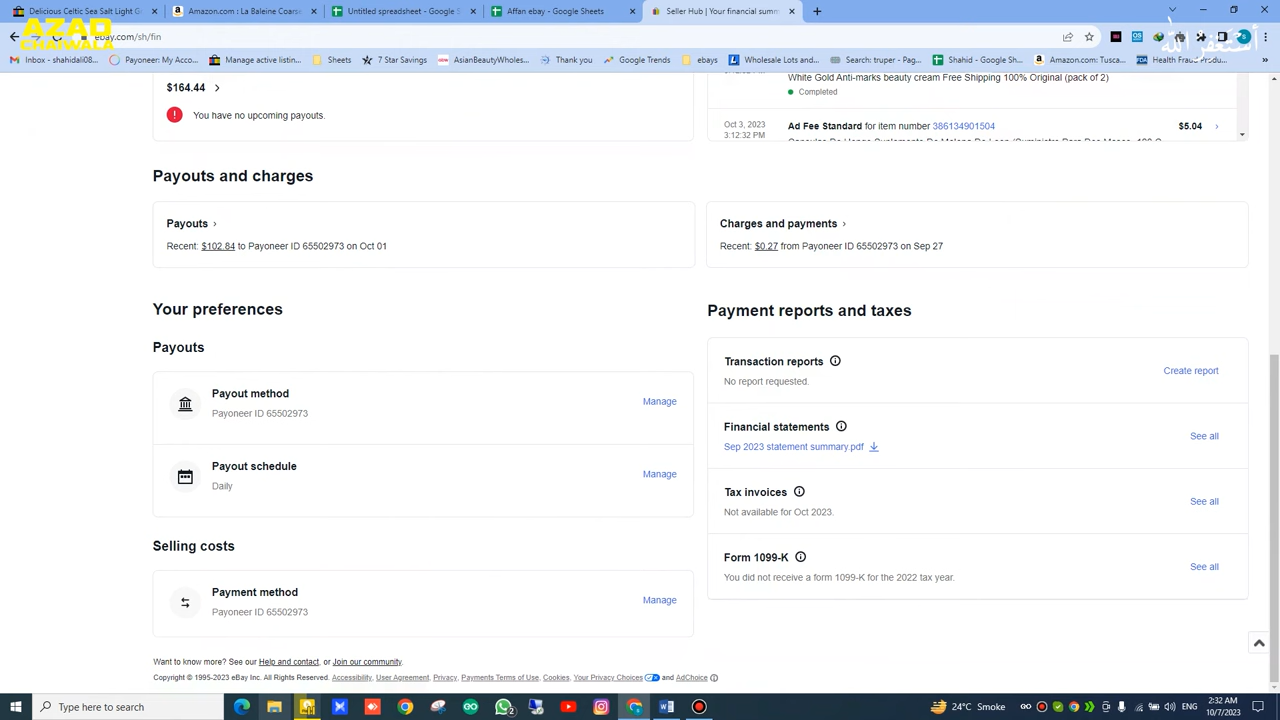 Delicious Celtic Sea Salt Light G
Amazon.com
Untitled spreadsheet - Google S
Affan ebay - Google Sheets
Seller Hub | Your Financial summ
AZAD
CHAIWALA
ebay.com/sh/fin
أستغفر الله
Inbox - shahidali08...
Payoneer: My Accou...
Manage active listin...
Sheets
7 Star Savings
AsianBeautyWholes...
Thank you
Google Trends
ebays
Wholesale Lots and...
Search: truper - Pag...
Shahid - Google Sh...
Amazon.com: Tusca...
Health Fraud Produ...
»
$164.44
You have no upcoming payouts.
White Gold Anti-marks beauty cream Free Shipping 100% Original (pack of 2)
Completed
Oct 3, 2023
3:12:32 PM
Ad Fee Standard for item number 386134901504
$5.04
Payouts and charges
Payouts
Recent: $102.84 to Payoneer ID 65502973 on Oct 01
Charges and payments
Recent: $0.27 from Payoneer ID 65502973 on Sep 27
Your preferences
Payment reports and taxes
Payouts
Payout method
Payoneer ID 65502973
Manage
Payout schedule
Daily
Manage
Transaction reports
No report requested.
Create report
Financial statements
Sep 2023 statement summary.pdf
See all
Tax invoices
Not available for Oct 2023.
See all
Form 1099-K
You did not receive a form 1099-K for the 2022 tax year.
See all
Selling costs
Payment method
Payoneer ID 65502973
Manage
Want to know more? See our Help and contact, or Join our community.
Copyright © 1995-2023 eBay Inc. All Rights Reserved. Accessibility, User Agreement, Privacy, Payments Terms of Use, Cookies, Your Privacy Choices and AdChoice
Type here to search
24°C Smoke
2:32 AM
10/7/2023